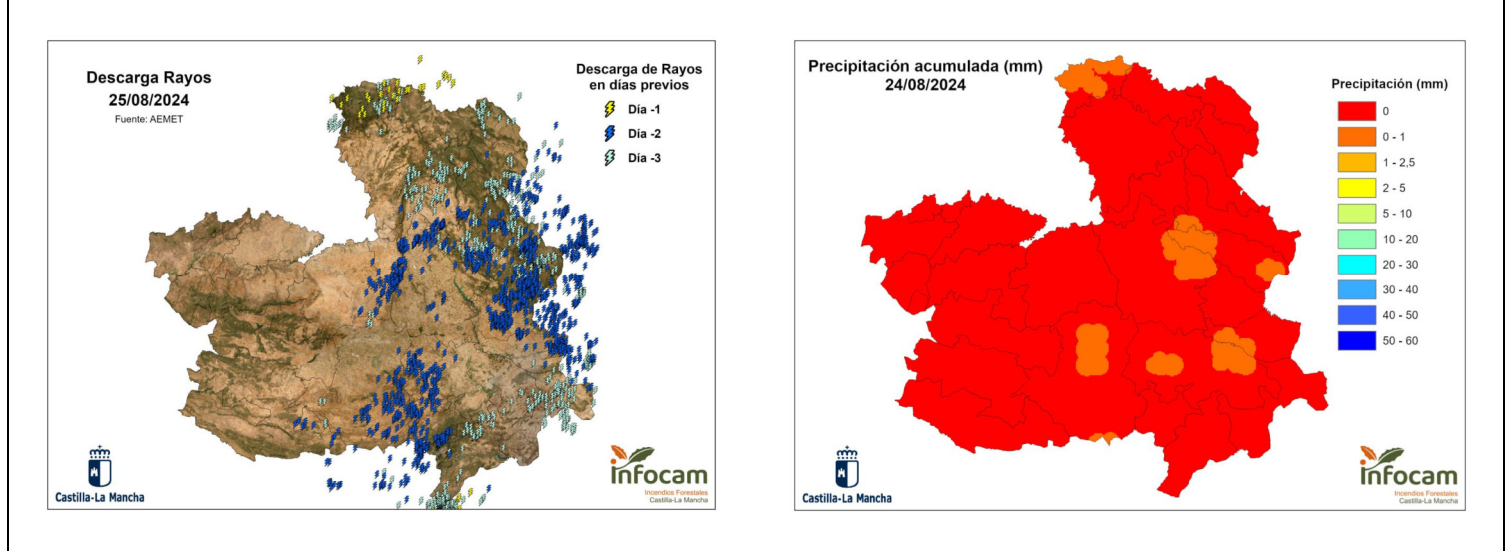 Descarga Rayos
25/08/2024
Fuente: AEMET
Descarga de Rayos
en días previos
Día -1
Día -2
Día -3
Castilla-La Mancha
infocam
Incendios Forestales
Castilla-La Mancha
Precipitación acumulada (mm)
24/08/2024
Precipitación (mm)
0
0 - 1
1 - 2,5
2 - 5
5 - 10
10 - 20
20 - 30
30 - 40
40 - 50
50 - 60
Castilla-La Mancha
infocam
Incendios Forestales
Castilla-La Mancha